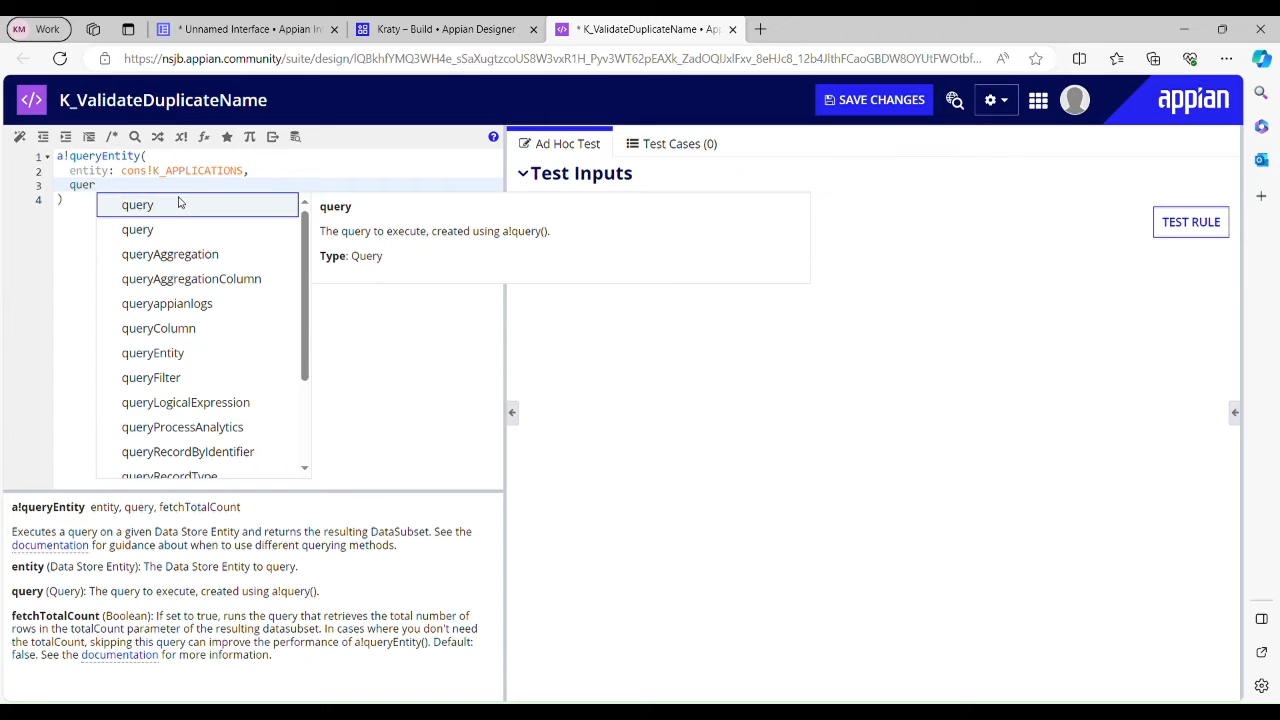 KM Work
* Unnamed Interface • Appian In
Kraty – Build • Appian Designer
* K_ValidateDuplicateName • App
K_ValidateDuplicateName
SAVE CHANGES
appian
1 a!queryEntity(
2 entity: cons!K_APPLICATIONS,
3 quer
4 )
query
query
queryAggregation
queryAggregationColumn
queryappianlogs
queryColumn
queryEntity
queryFilter
queryLogicalExpression
queryProcessAnalytics
queryRecordByIdentifier
queryRecordType
query
The query to execute, created using a!query().
Type: Query
Ad Hoc Test
Test Cases (0)
Test Inputs
TEST RULE
a!queryEntity entity, query, fetchTotalCount
Executes a query on a given Data Store Entity and returns the resulting DataSubset. See the
documentation for guidance about when to use different querying methods.
entity (Data Store Entity): The Data Store Entity to query.
query (Query): The query to execute, created using a!query().
fetchTotalCount (Boolean): If set to true, runs the query that retrieves the total number of
rows in the totalCount parameter of the resulting datasubset. In cases where you don't need
the totalCount, skipping this query can improve the performance of a!queryEntity(). Default:
false. See the documentation for more information.